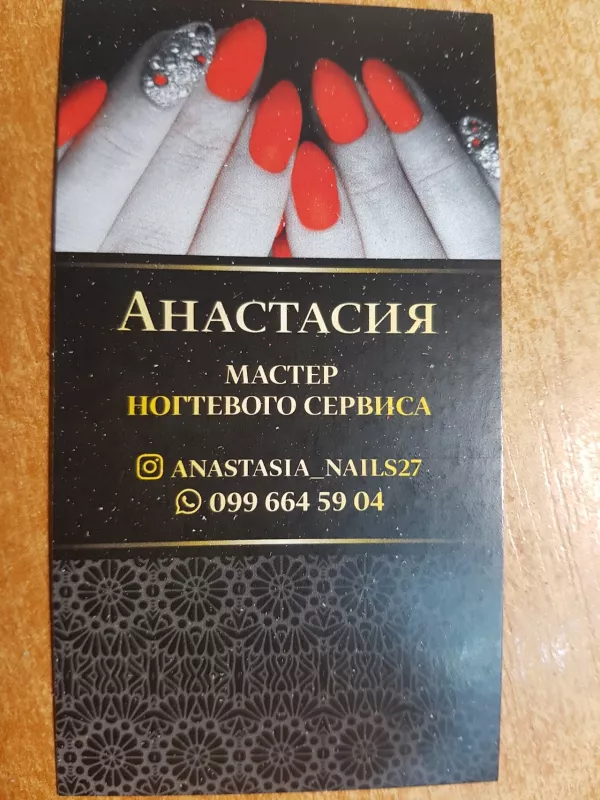 Анастасия
МАСТЕР
НОГТЕВОГО СЕРВИСА
ANASTASIA_NAILS27
099 664 59 04